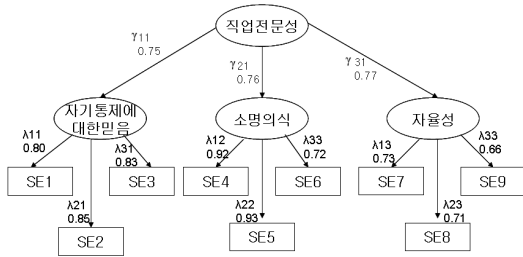 직업전문성
γ11
0.75
γ21
0.76
γ31
0.77
자기통제에
대한믿음
소명의식
자율성
λ11
0.80
λ31
0.83
λ12
0.92
λ33
0.72
λ13
0.73
λ33
0.66
SE1
SE3
SE4
SE6
SE7
SE9
λ21
0.85
λ22
0.93
λ23
0.71
SE2
SE5
SE8